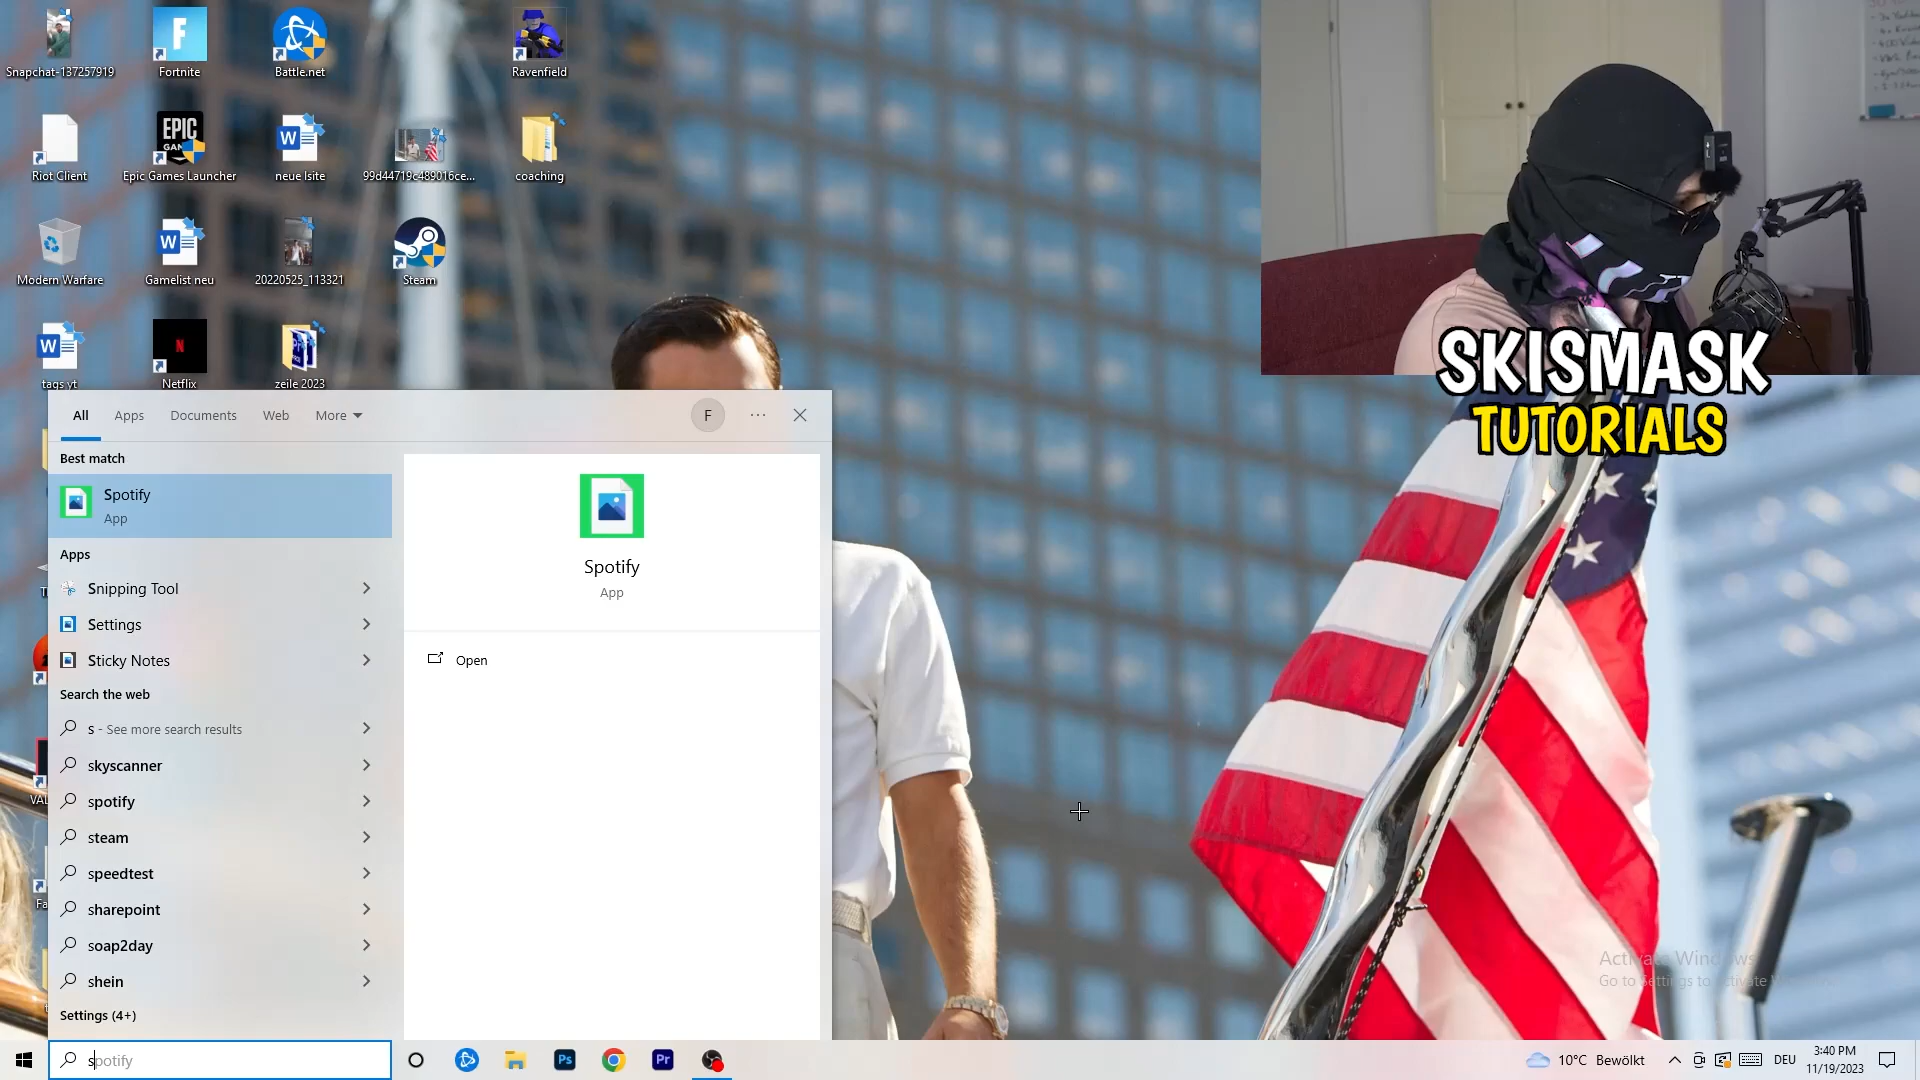 Snapchat-137257919
Fortnite
Battle.net
Ravenfield
EPIC
Riot Client
Epic Games Launcher
neue lsite
99d44719c489016ce...
coaching
Modern Warfare
Gamelist neu
20220525_113321
Steam
tags yt
Netflix
zeile 2023
SKISMASK
TUTORIALS
All
Apps
Documents
Web
More
F
Best match
Spotify
App
Apps
Snipping Tool
Settings
Sticky Notes
Search the web
s - See more search results
skyscanner
spotify
steam
speedtest
sharepoint
soap2day
shein
Settings (4+)
Spotify
App
Open
Activate Windows
Go to Settings to activate
spotify
Ps
Pr
10°C Bewölkt
DEU
3:40 PM
11/19/2023